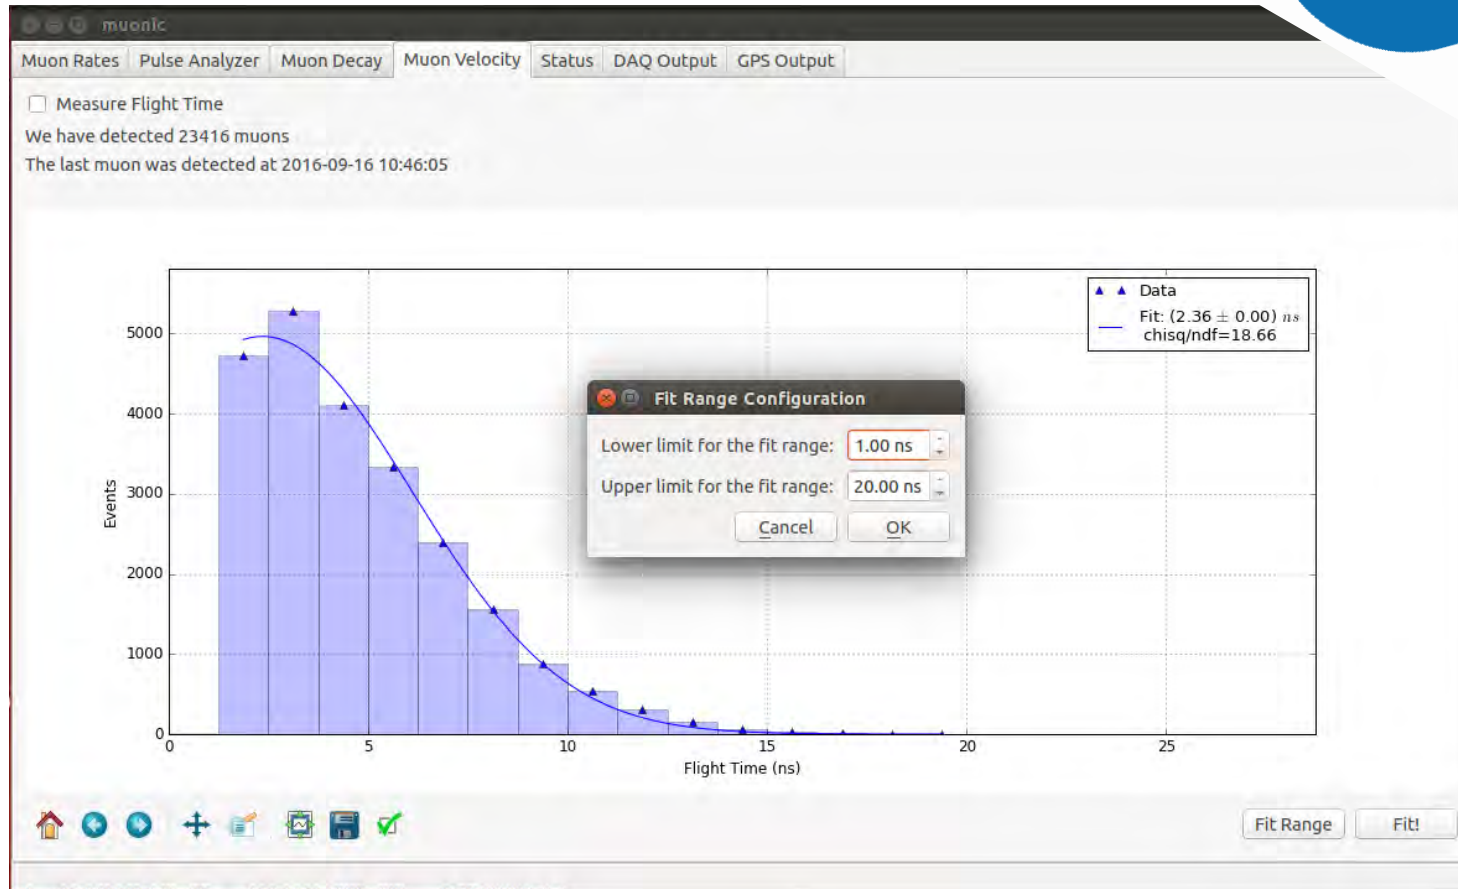 muonic
Muon Rates Pulse Analyzer Muon Decay Muon Velocity Status DAQ Output GPS Output
Measure Flight Time
We have detected 23416 muons
The last muon was detected at 2016-09-16 10:46:05
Data
Fit: (2.36 ± 0.00) ns
chisq/ndf=18.66
5000
4000
3000
2000
1000
0
Events
0 5 10 15 20 25
Flight Time (ns)
Fit Range Configuration
Lower limit for the fit range: 1.00 ns
Upper limit for the fit range: 20.00 ns
Cancel OK
Fit Range Fit!